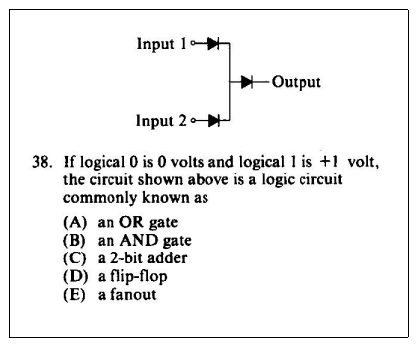 Input 1
Output
Input 2
38. If logical 0 is 0 volts and logical 1 is +1 volt,
the circuit shown above is a logic circuit
commonly known as
(A) an OR gate
(B) an AND gate
(C) a 2-bit adder
(D) a flip-flop
(E) a fanout